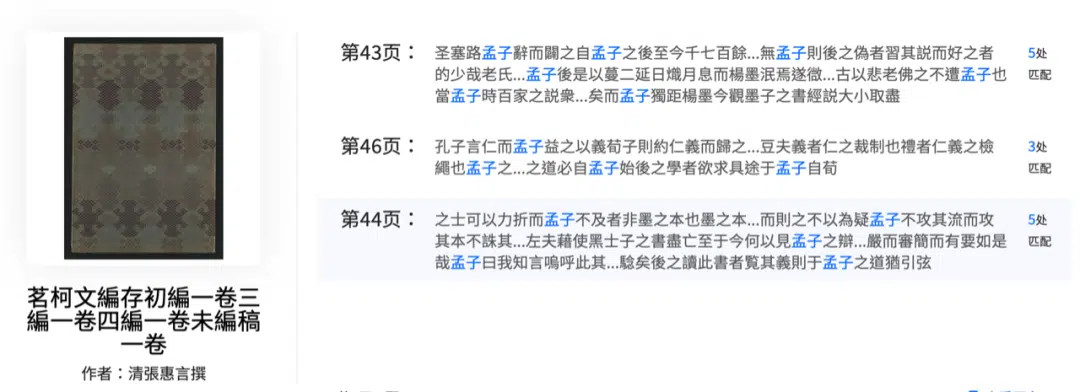 第43页：
圣塞路孟子辭而闢之自孟子之後至今千七百餘...無孟子則後之偽者習其説而好之者
的少哉老氏...孟子後是以蔓二延日熾月息而楊墨泯焉遂微...古以悲老佛之不遭孟子也
當孟子時百家之説衆...矣而孟子獨距楊墨今觀墨子之書經説大小取盡
5处
匹配
第46页：
孔子言仁而孟子益之以義荀子則約仁義而歸之...豆夫義者仁之裁制也禮者仁義之檢
繩也孟子之...之道必自孟子始後之學者欲求具途于孟子自荀
3处
匹配
第44页：
之士可以力折而孟子不及者非墨之本也墨之本...而則之不以為疑孟子不攻其流而攻
其本不誅其...左夫藉使黑士子之書盡亡至于今何以見孟子之辯...嚴而審簡而有要如是
哉孟子曰我知言嗚呼此其...騐矣後之讀此書者覧其義則于孟子之道猶引弦
5处
匹配
茗柯文編存初編一卷三
編一卷四編一卷未編稿
一卷
作者：清張惠言撰